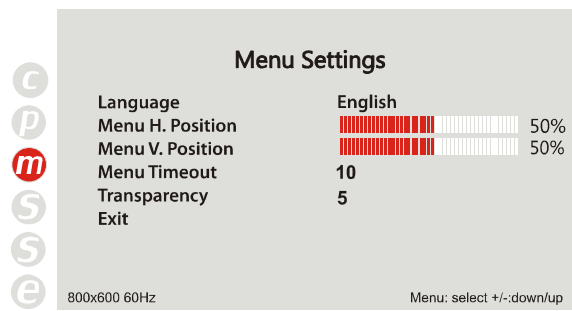 Menu Settings
c
p
m
s
s
e
Language English
Menu H. Position 50%
Menu V. Position 50%
Menu Timeout 10
Transparency 5
Exit
800x600 60Hz Menu: select +/-:down/up